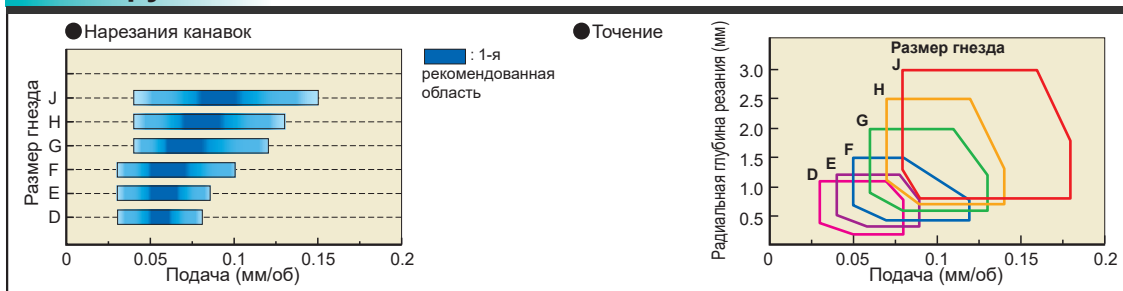 ●Нарезания канавок
: 1-я
рекомендованная
область
Размер гнезда
J
H
G
F
E
D
0
0.05
0.1
0.15
0.2
Подача (мм/об)
●Точение
Радиальная глубина резания (мм)
Размер гнезда
3.0
2.5
2.0
1.5
1.0
0.5
J
H
G
F
E
D
0
0.05
0.1
0.15
0.2
Подача (мм/об)